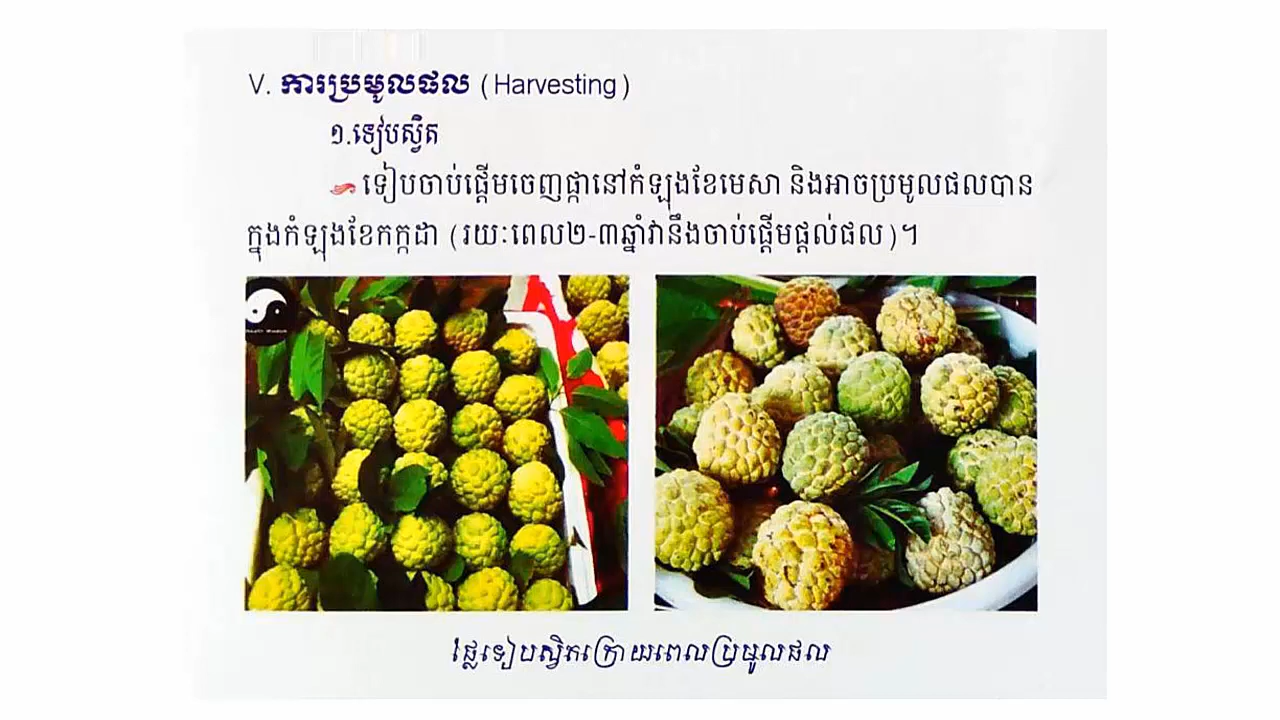 V. ការប្រមូលផល (Harvesting)
១.ទៀបស្វិត
ទៀបចាប់ផ្តើមចេញផ្កានៅកំឡុងខែមេសា និងអាចប្រមូលផលបាន
ក្នុងកំឡុងខែកក្កដា (រយៈពេល២-៣ឆ្នាំវានឹងចាប់ផ្តើមផ្តល់ផល)។
ផ្លែទៀបស្វិតក្រោយពេលប្រមូលផល